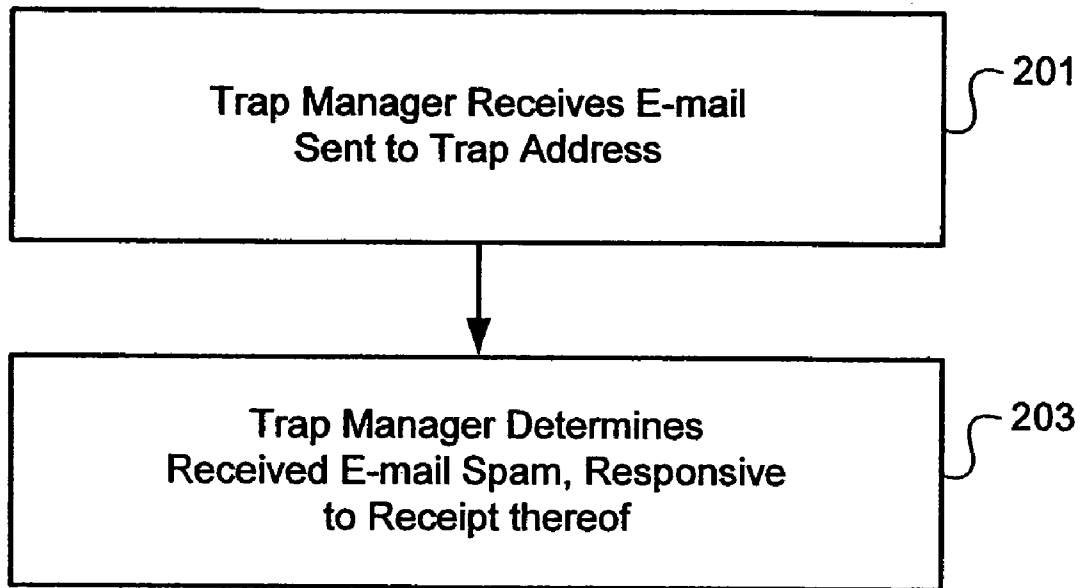 Trap Manager Receives E-mail
Sent to Trap Address
201
Trap Manager Determines
Received E-mail Spam, Responsive
to Receipt thereof
203